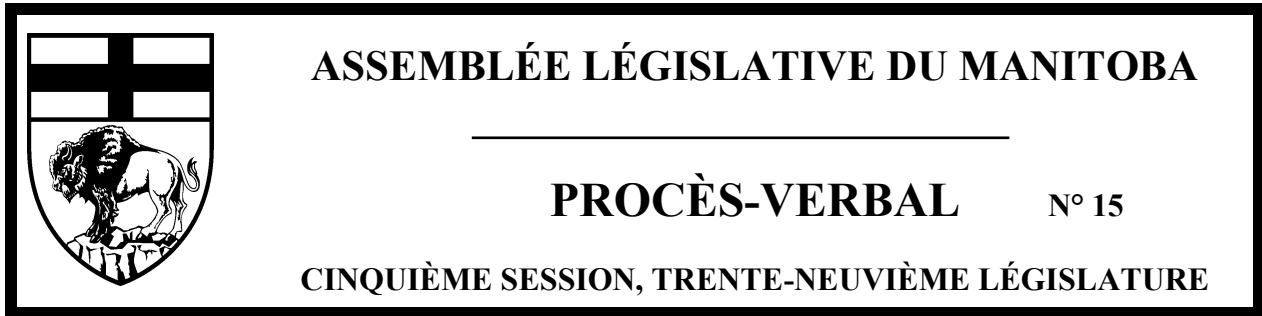 ASSEMBLÉE LÉGISLATIVE DU MANITOBA
PROCÈS-VERBAL N° 15
CINQUIÈME SESSION, TRENTE-NEUVIÈME LÉGISLATURE